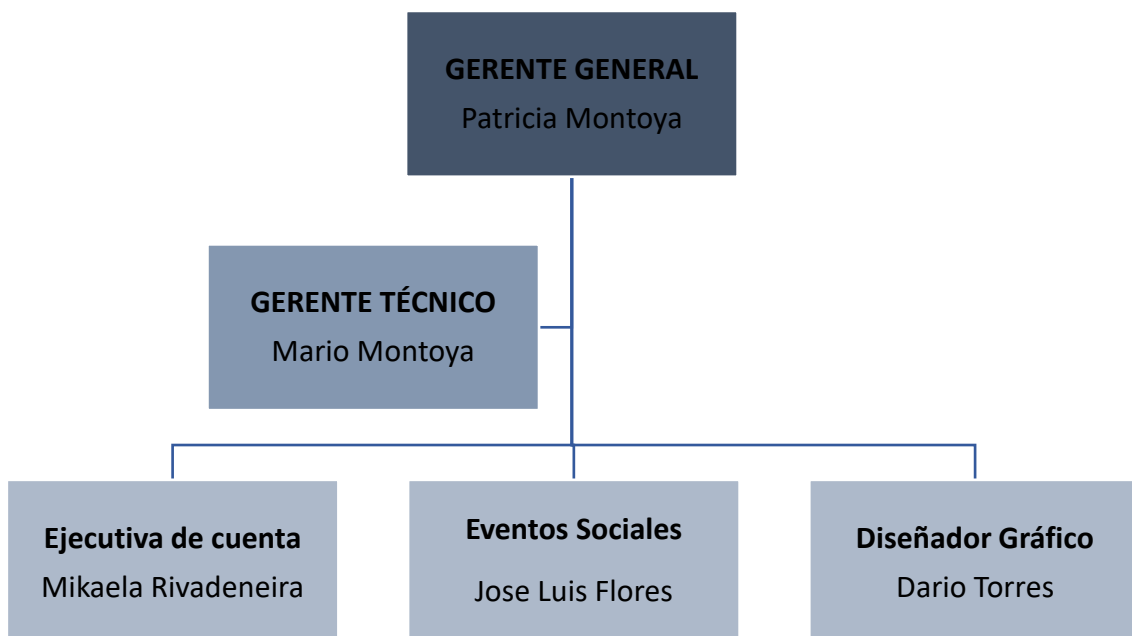 GERENTE GENERAL
Patricia Montoya
GERENTE TÉCNICO
Mario Montoya
Ejecutiva de cuenta
Mikaela Rivadeneira
Eventos Sociales
Jose Luis Flores
Diseñador Gráfico
Dario Torres